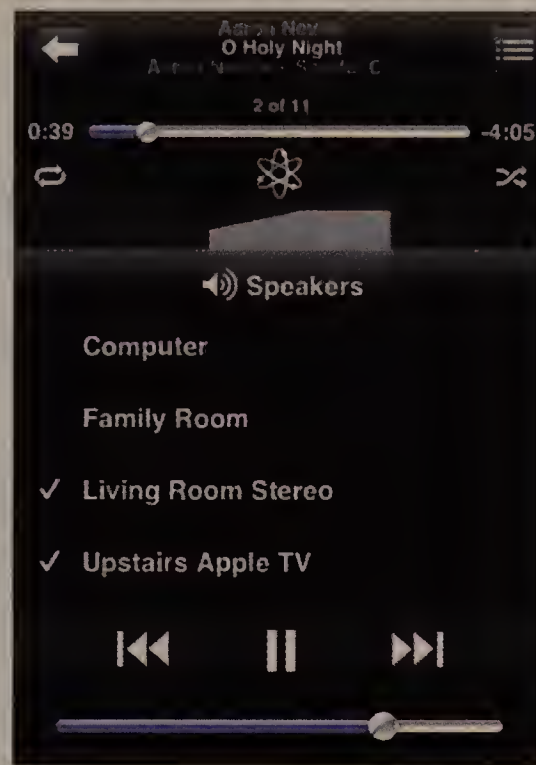 O Holy Night
2 of 11
0:39
-4:05
Speakers
Computer
Family Room
Living Room Stereo
Upstairs Apple TV